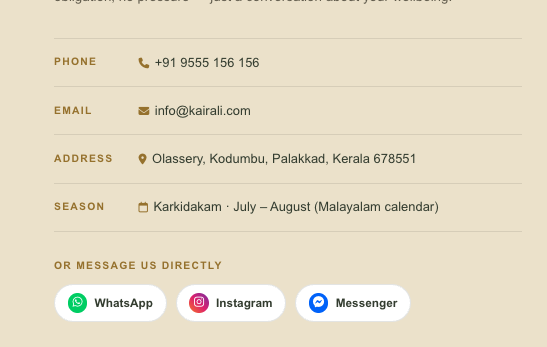 obligation, no pressure — just a conversation about your wellbeing.
PHONE +91 9555 156 156
EMAIL info@kairali.com
ADDRESS Olassery, Kodumbu, Palakkad, Kerala 678551
SEASON Karkidakam · July – August (Malayalam calendar)
OR MESSAGE US DIRECTLY
WhatsApp Instagram Messenger